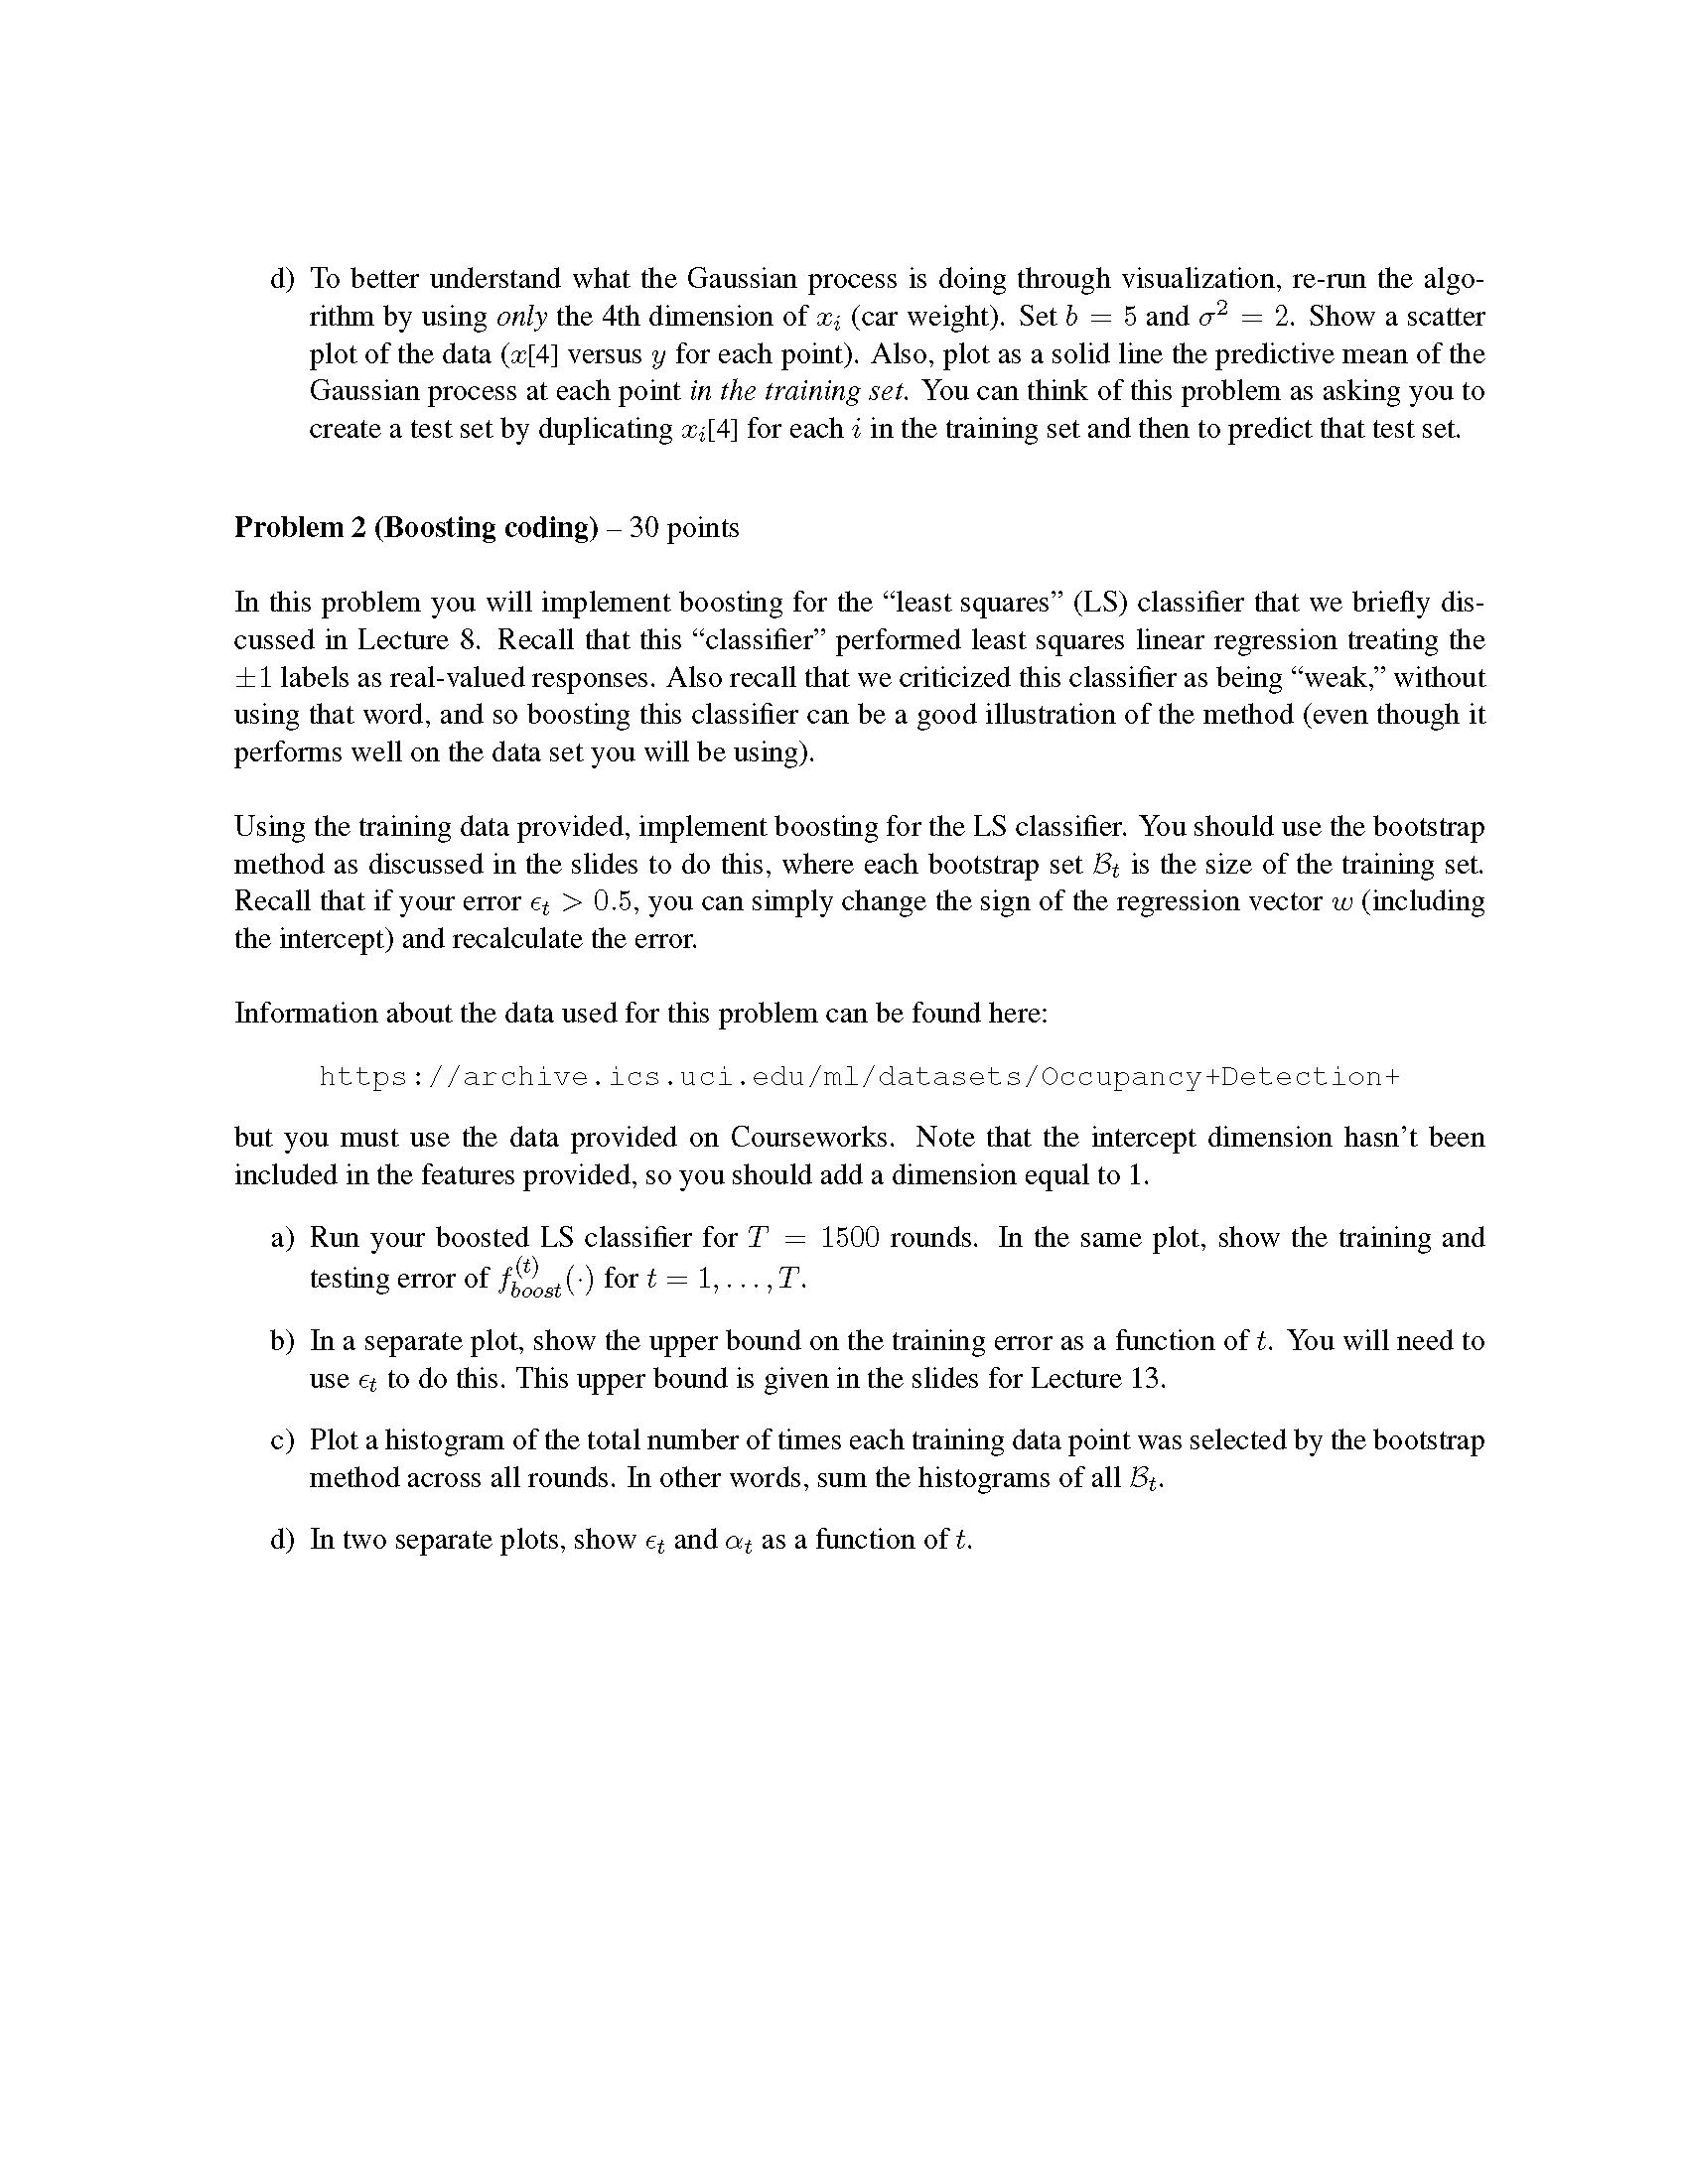 d) To better understand what the Gaussian process is doing through visualization, re-run the algo-
rithm by using only the 4th dimension of x_i (car weight). Set b = 5 and σ² = 2. Show a scatter
plot of the data (x[4] versus y for each point). Also, plot as a solid line the predictive mean of the
Gaussian process at each point in the training set. You can think of this problem as asking you to
create a test set by duplicating x_i[4] for each i in the training set and then to predict that test set.
Problem 2 (Boosting coding) – 30 points
In this problem you will implement boosting for the “least squares” (LS) classifier that we briefly dis-
cussed in Lecture 8. Recall that this “classifier” performed least squares linear regression treating the
±1 labels as real-valued responses. Also recall that we criticized this classifier as being “weak,” without
using that word, and so boosting this classifier can be a good illustration of the method (even though it
performs well on the data set you will be using).
Using the training data provided, implement boosting for the LS classifier. You should use the bootstrap
method as discussed in the slides to do this, where each bootstrap set ℬ_t is the size of the training set.
Recall that if your error ϵ_t > 0.5, you can simply change the sign of the regression vector w (including
the intercept) and recalculate the error.
Information about the data used for this problem can be found here:
https://archive.ics.uci.edu/ml/datasets/Occupancy+Detection+
but you must use the data provided on Courseworks. Note that the intercept dimension hasn’t been
included in the features provided, so you should add a dimension equal to 1.
a) Run your boosted LS classifier for T = 1500 rounds. In the same plot, show the training and
testing error of f_{boost}^{(t)}(·) for t = 1, . . . , T.
b) In a separate plot, show the upper bound on the training error as a function of t. You will need to
use ϵ_t to do this. This upper bound is given in the slides for Lecture 13.
c) Plot a histogram of the total number of times each training data point was selected by the bootstrap
method across all rounds. In other words, sum the histograms of all ℬ_t.
d) In two separate plots, show ϵ_t and α_t as a function of t.